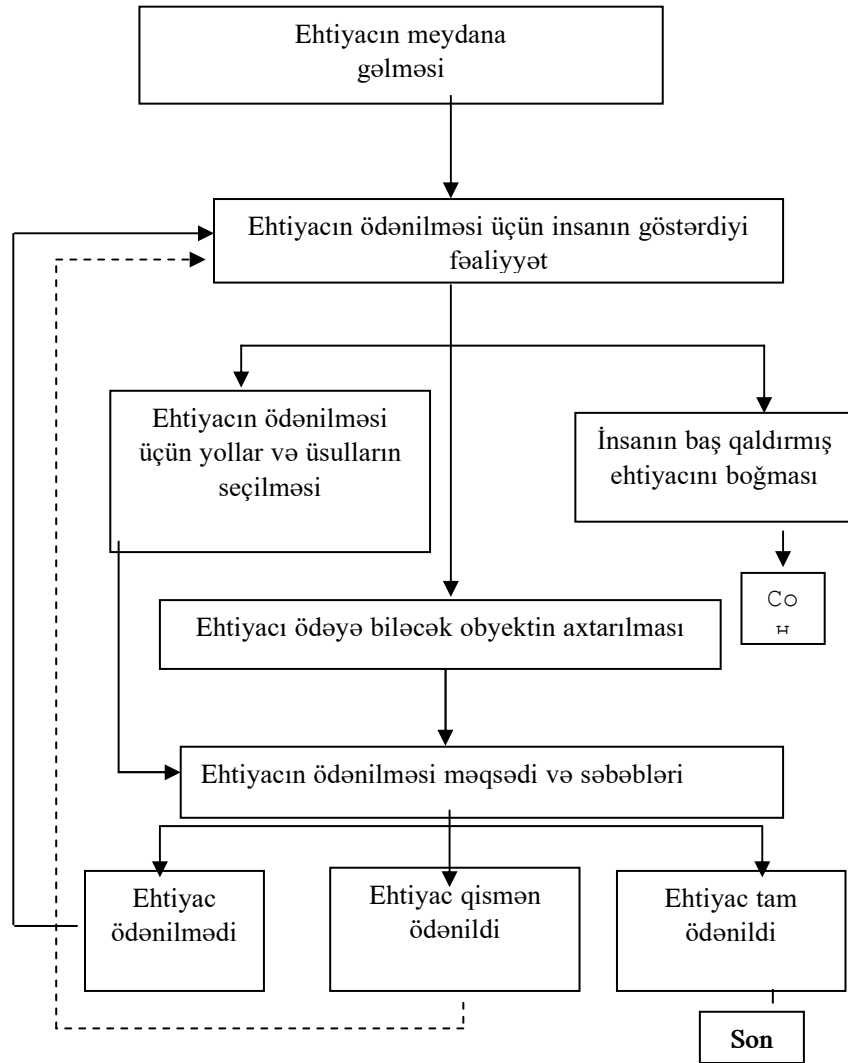 Ehtiyacın meydana
gəlməsi
Ehtiyacın ödənilməsi üçün insanın göstərdiyi
fəaliyyət
Ehtiyacın ödənilməsi
üçün yollar və üsulların
seçilməsi
İnsanın baş qaldırmış
ehtiyacını boğması
Со
н
Ehtiyacı ödəyə biləcək obyektin axtarılması
Ehtiyacın ödənilməsi məqsədi və səbəbləri
Ehtiyac
ödənilmədi
Ehtiyac qismən
ödənildi
Ehtiyac tam
ödənildi
Son